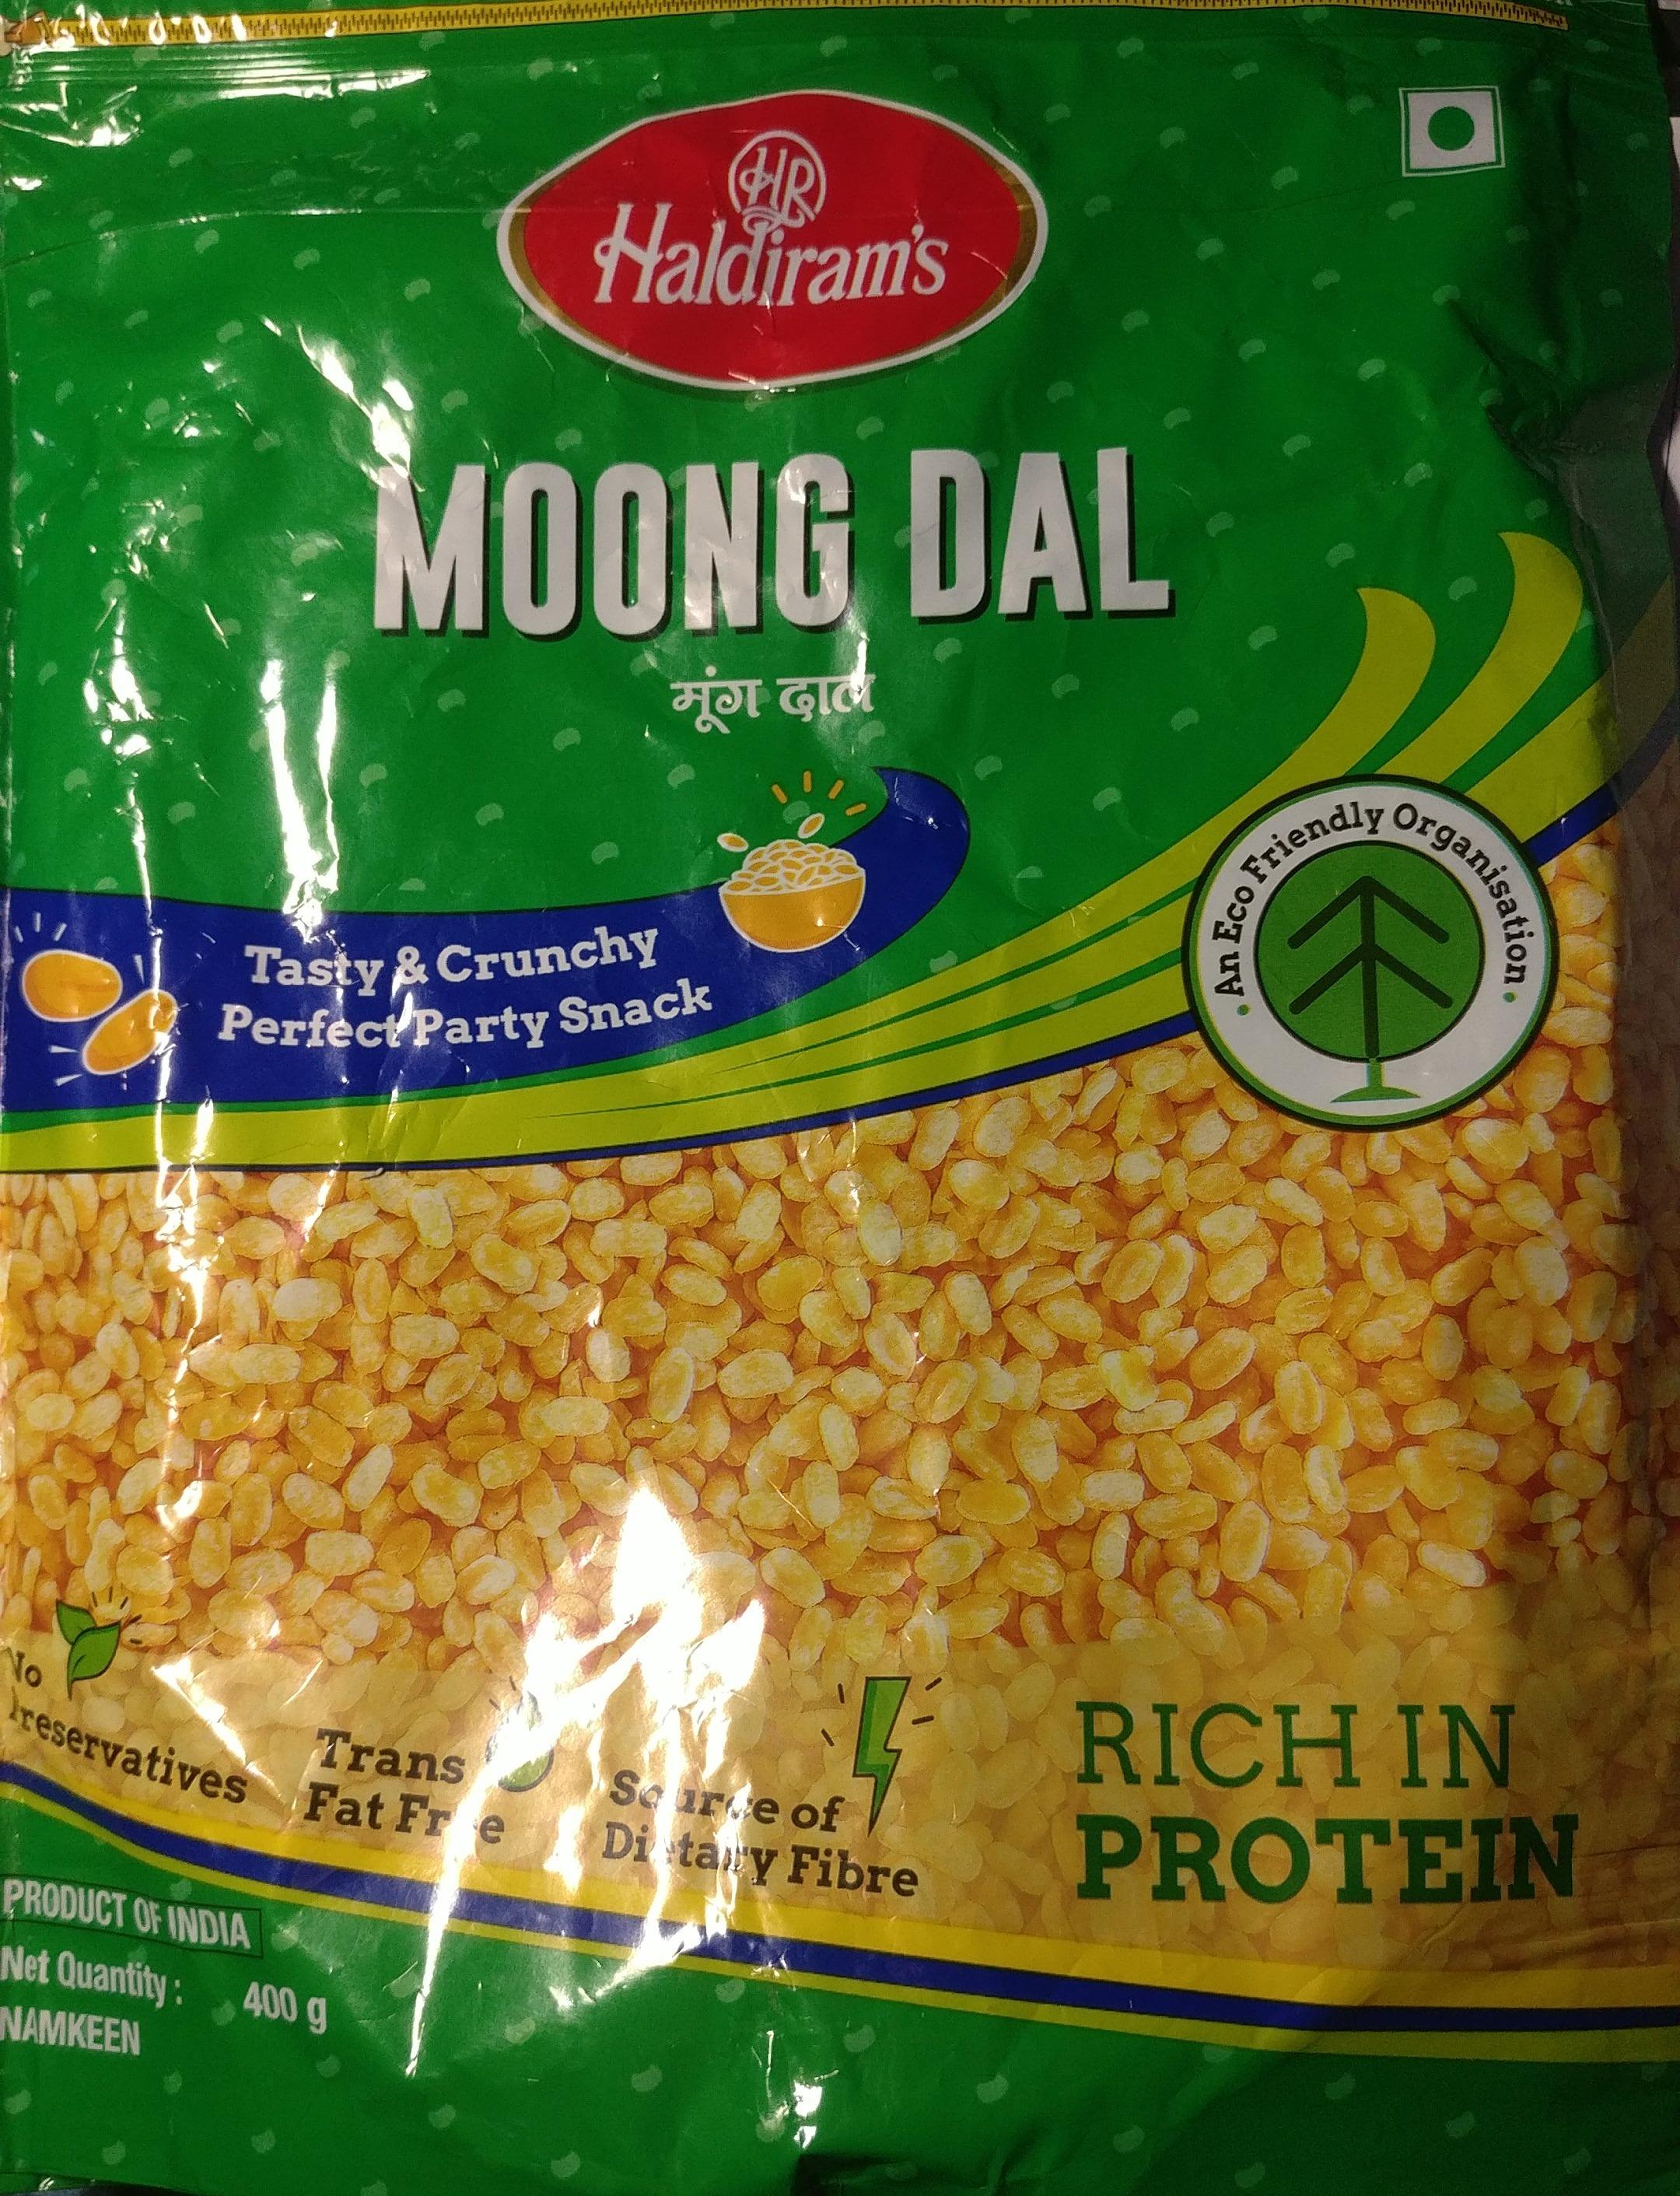 HR
Haldiram's
MOONG DAL
मूंग दाल
An Eco Friendly Organisation
Tasty & Crunchy
Perfect Party Snack
No
Preservatives
Trans
Fat Free
Source of
Dietary Fibre
RICH IN
PROTEIN
PRODUCT OF INDIA
Net Quantity : 400 g
NAMKEEN